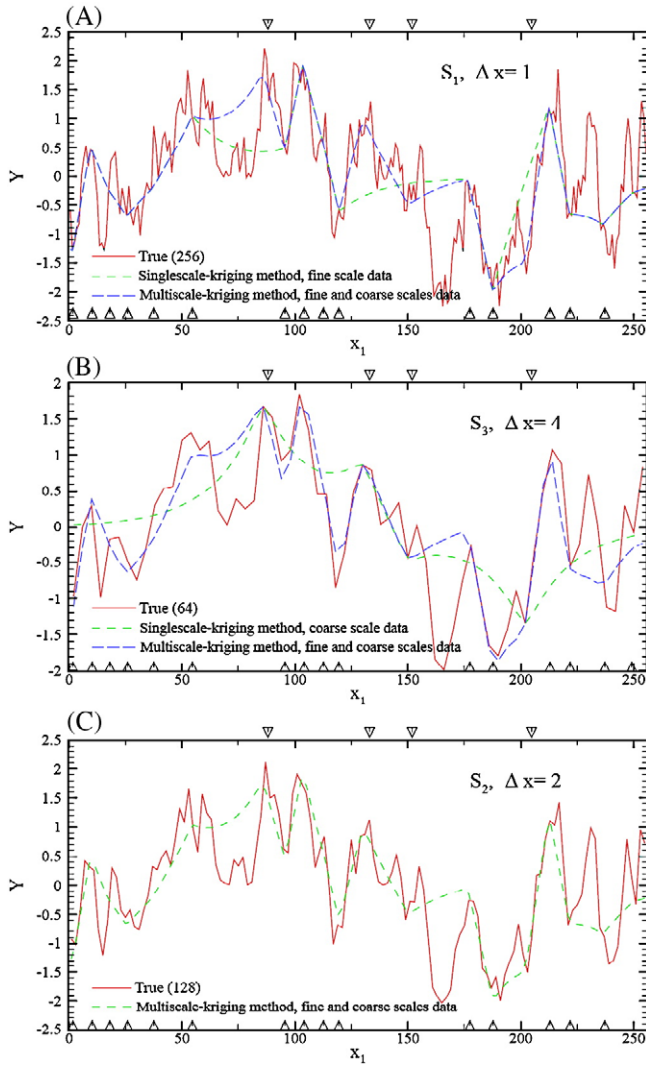 (A)
2.5
2
1.5
1
0.5
0
-0.5
-1
-1.5
-2
-2.5
Y
S1, Δ x= 1
True (256)
Singlescale-kriging method, fine scale data
Multiscale-kriging method, fine and coarse scales data
0 50 100 150 200 250
x1
(B)
2
1.5
1
0.5
0
-0.5
-1
-1.5
-2
Y
S3, Δ x= 4
True (64)
Singlescale-kriging method, coarse scale data
Multiscale-kriging method, fine and coarse scales data
0 50 100 150 200 250
x1
(C)
2.5
2
1.5
1
0.5
0
-0.5
-1
-1.5
-2
-2.5
Y
S2, Δ x= 2
True (128)
Multiscale-kriging method, fine and coarse scales data
0 50 100 150 200 250
x1